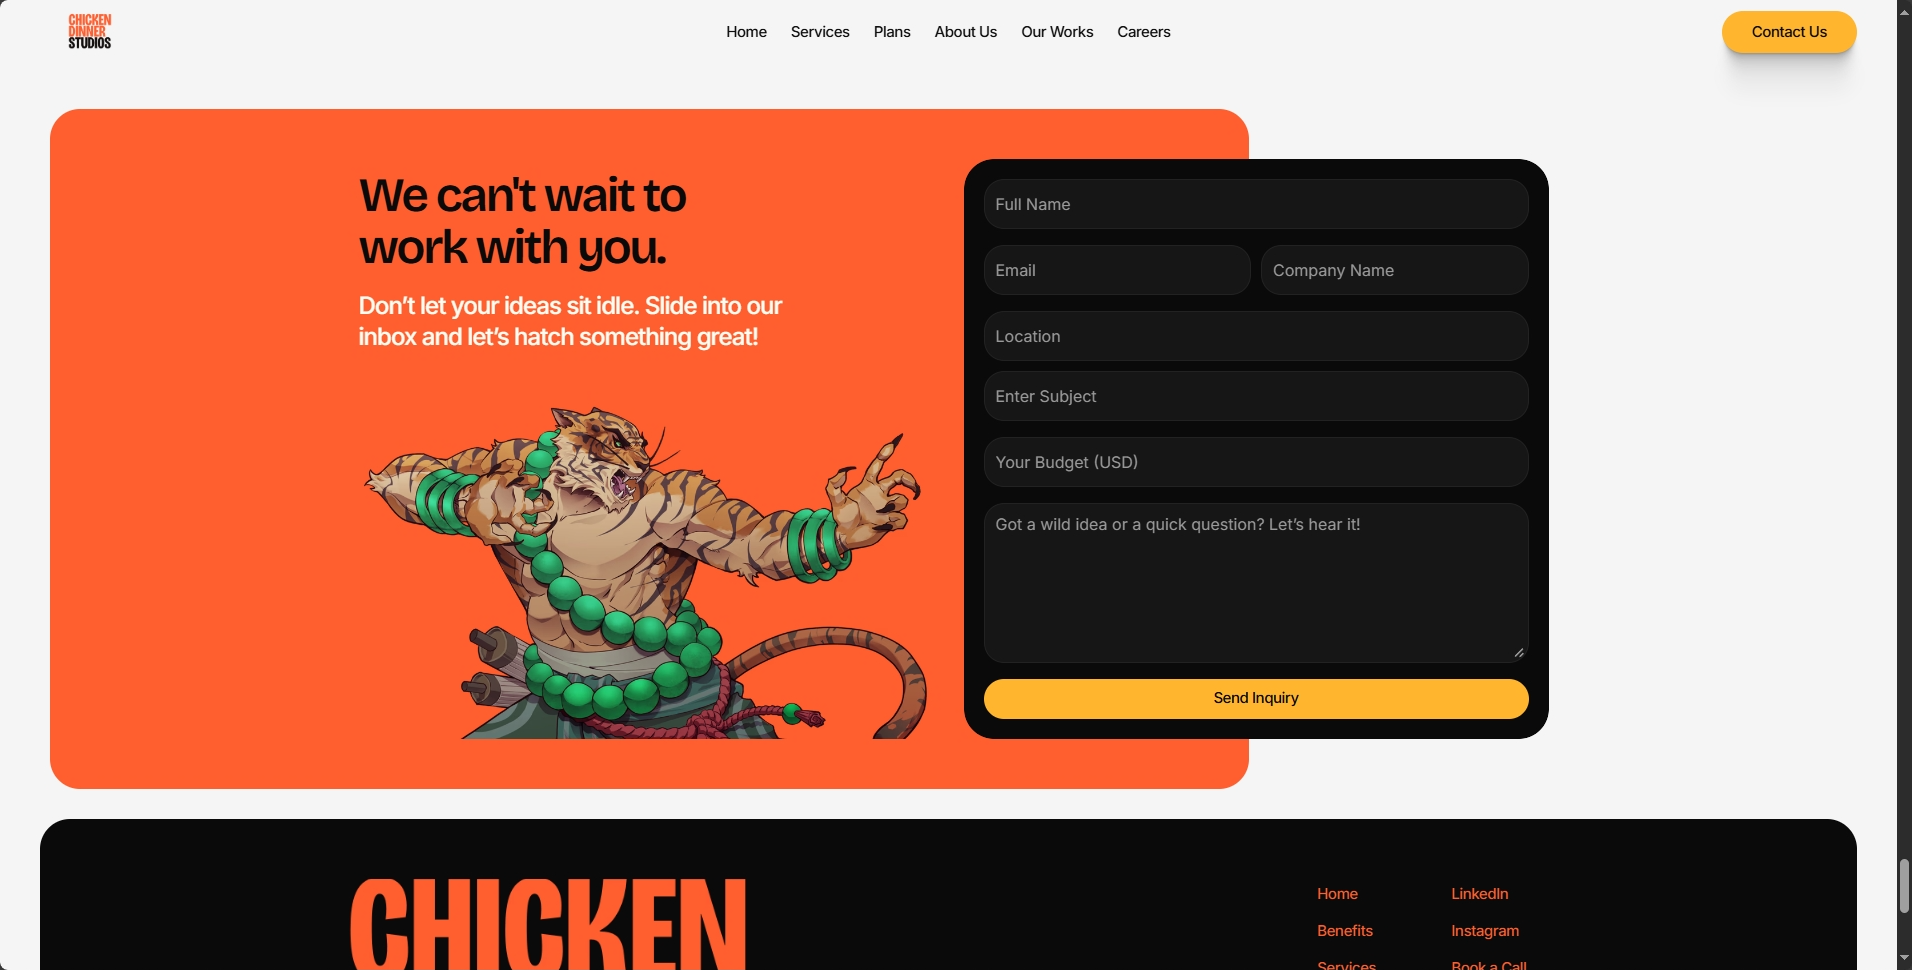 CHICKEN
DINNER
STUDIOS
Home
Services
Plans
About Us
Our Works
Careers
Contact Us
We can't wait to
work with you.
Don’t let your ideas sit idle. Slide into our
inbox and let’s hatch something great!
Full Name
Email
Company Name
Location
Enter Subject
Your Budget (USD)
Got a wild idea or a quick question? Let’s hear it!
Send Inquiry
CHICKEN
Home
LinkedIn
Benefits
Instagram
Services
Book a Call